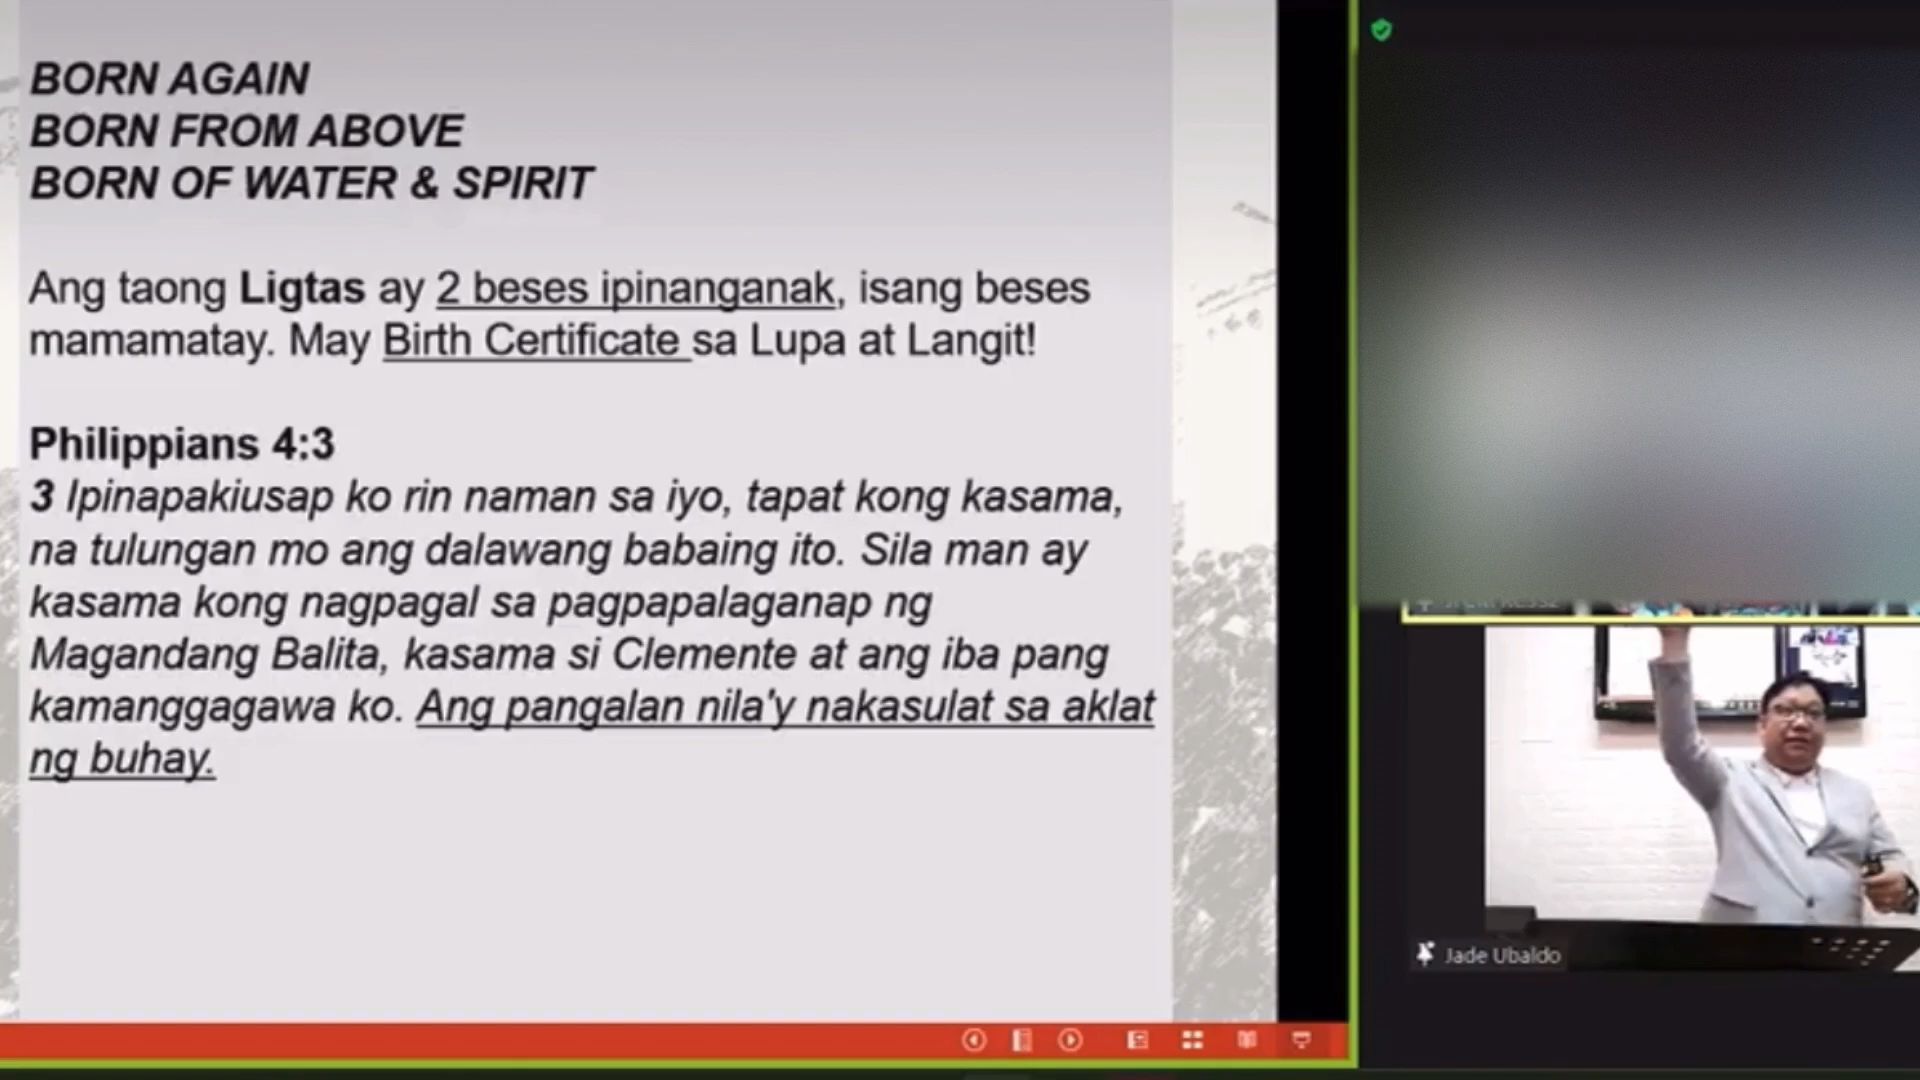 BORN AGAIN
BORN FROM ABOVE
BORN OF WATER & SPIRIT
Ang taong Ligtas ay 2 beses ipinanganak, isang beses
mamamatay. May Birth Certificate sa Lupa at Langit!
Philippians 4:3
3 Ipinapakiusap ko rin naman sa iyo, tapat kong kasama,
na tulungan mo ang dalawang babaing ito. Sila man ay
kasama kong nagpagal sa pagpapalaganap ng
Magandang Balita, kasama si Clemente at ang iba pang
kamanggagawa ko. Ang pangalan nila'y nakasulat sa aklat
ng buhay.
Jade Ubaldo